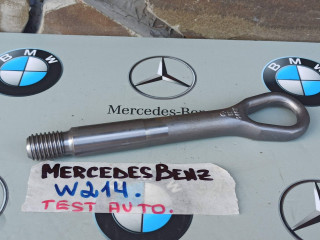 BMW
BMW
Mercedes-Benz
MERCEDES BENZ
W214.
TEST AUTO.